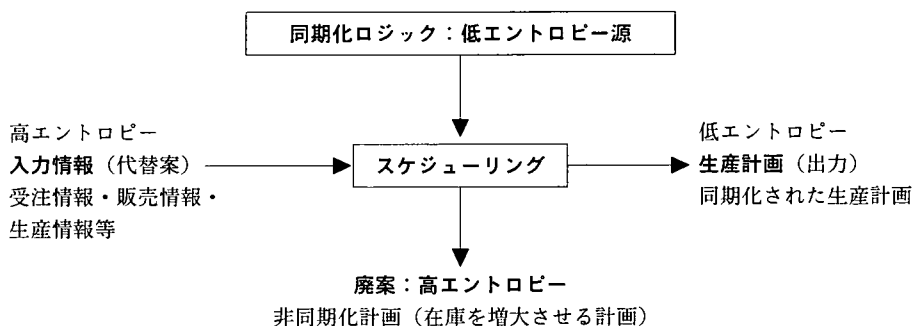 同期化ロジック：低エントロピー源
高エントロピー
入力情報（代替案）
受注情報・販売情報・
生産情報等
スケジューリング
低エントロピー
生産計画（出力）
同期化された生産計画
廃案：高エントロピー
非同期化計画（在庫を増大させる計画）